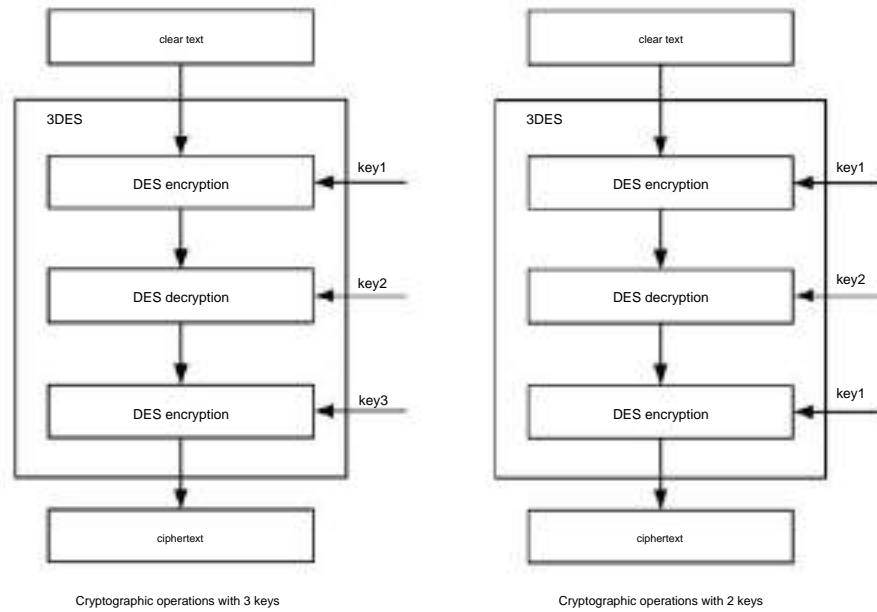 clear text
3DES
DES encryption
key1
DES decryption
key2
DES encryption
key3
ciphertext
Cryptographic operations with 3 keys
clear text
3DES
DES encryption
key1
DES decryption
key2
DES encryption
key1
ciphertext
Cryptographic operations with 2 keys